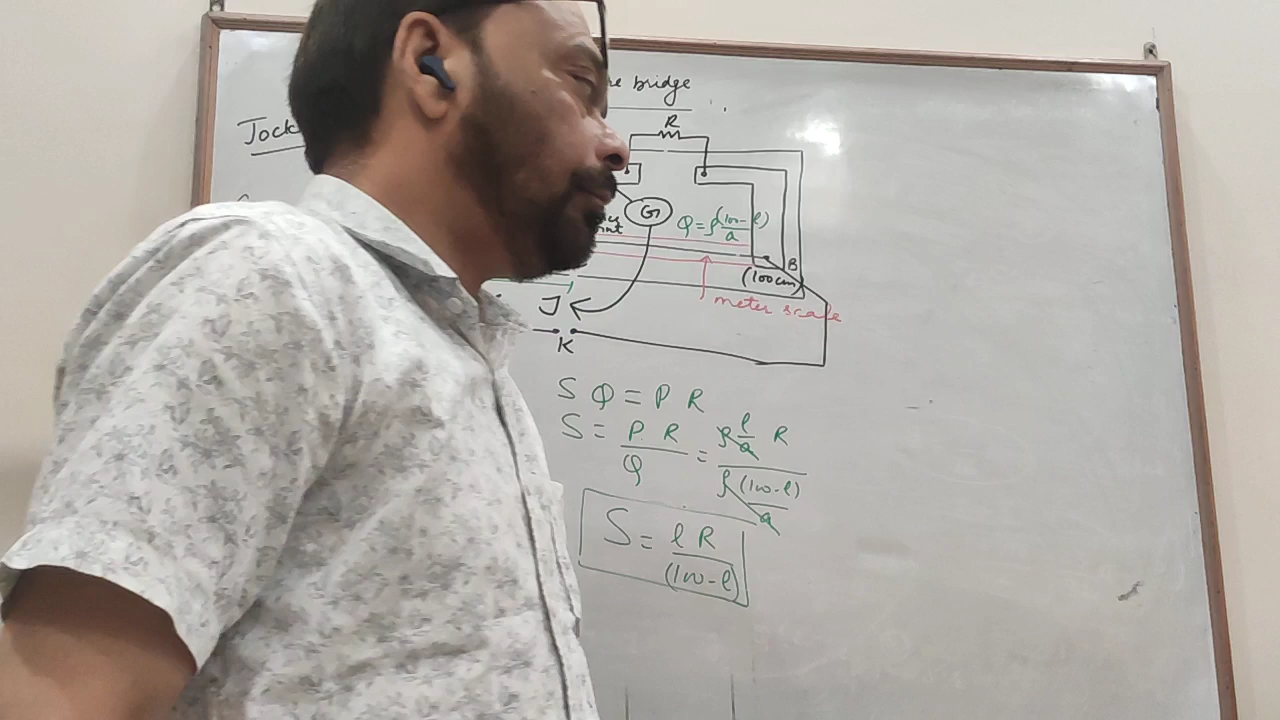 bridge
Jock
R
G
Q = ρ(100-l)/a
B
(100cm)
J
meter scale
K
S Q = P R
S = P R / Q = ρ l/a R / ρ (100-l)/a
S = l R / (100-l)